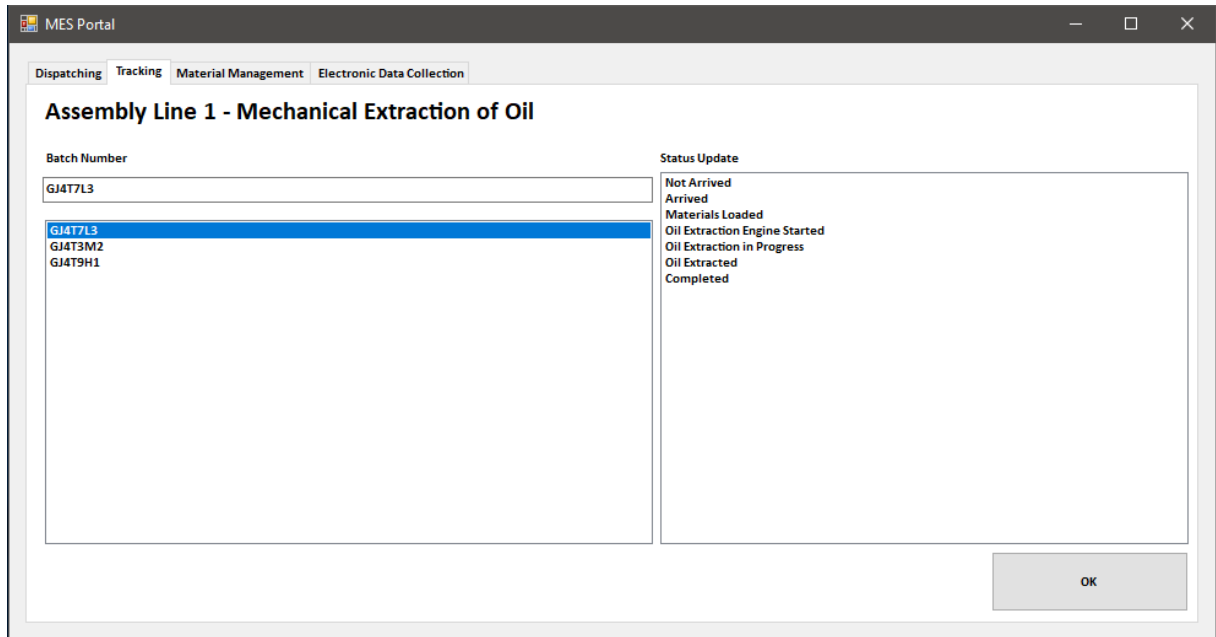 MES Portal
Dispatching Tracking Material Management Electronic Data Collection
Assembly Line 1 - Mechanical Extraction of Oil
Batch Number
GJ4T7L3
GJ4T7L3
GJ4T3M2
GJ4T9H1
Status Update
Not Arrived
Arrived
Materials Loaded
Oil Extraction Engine Started
Oil Extraction in Progress
Oil Extracted
Completed
OK